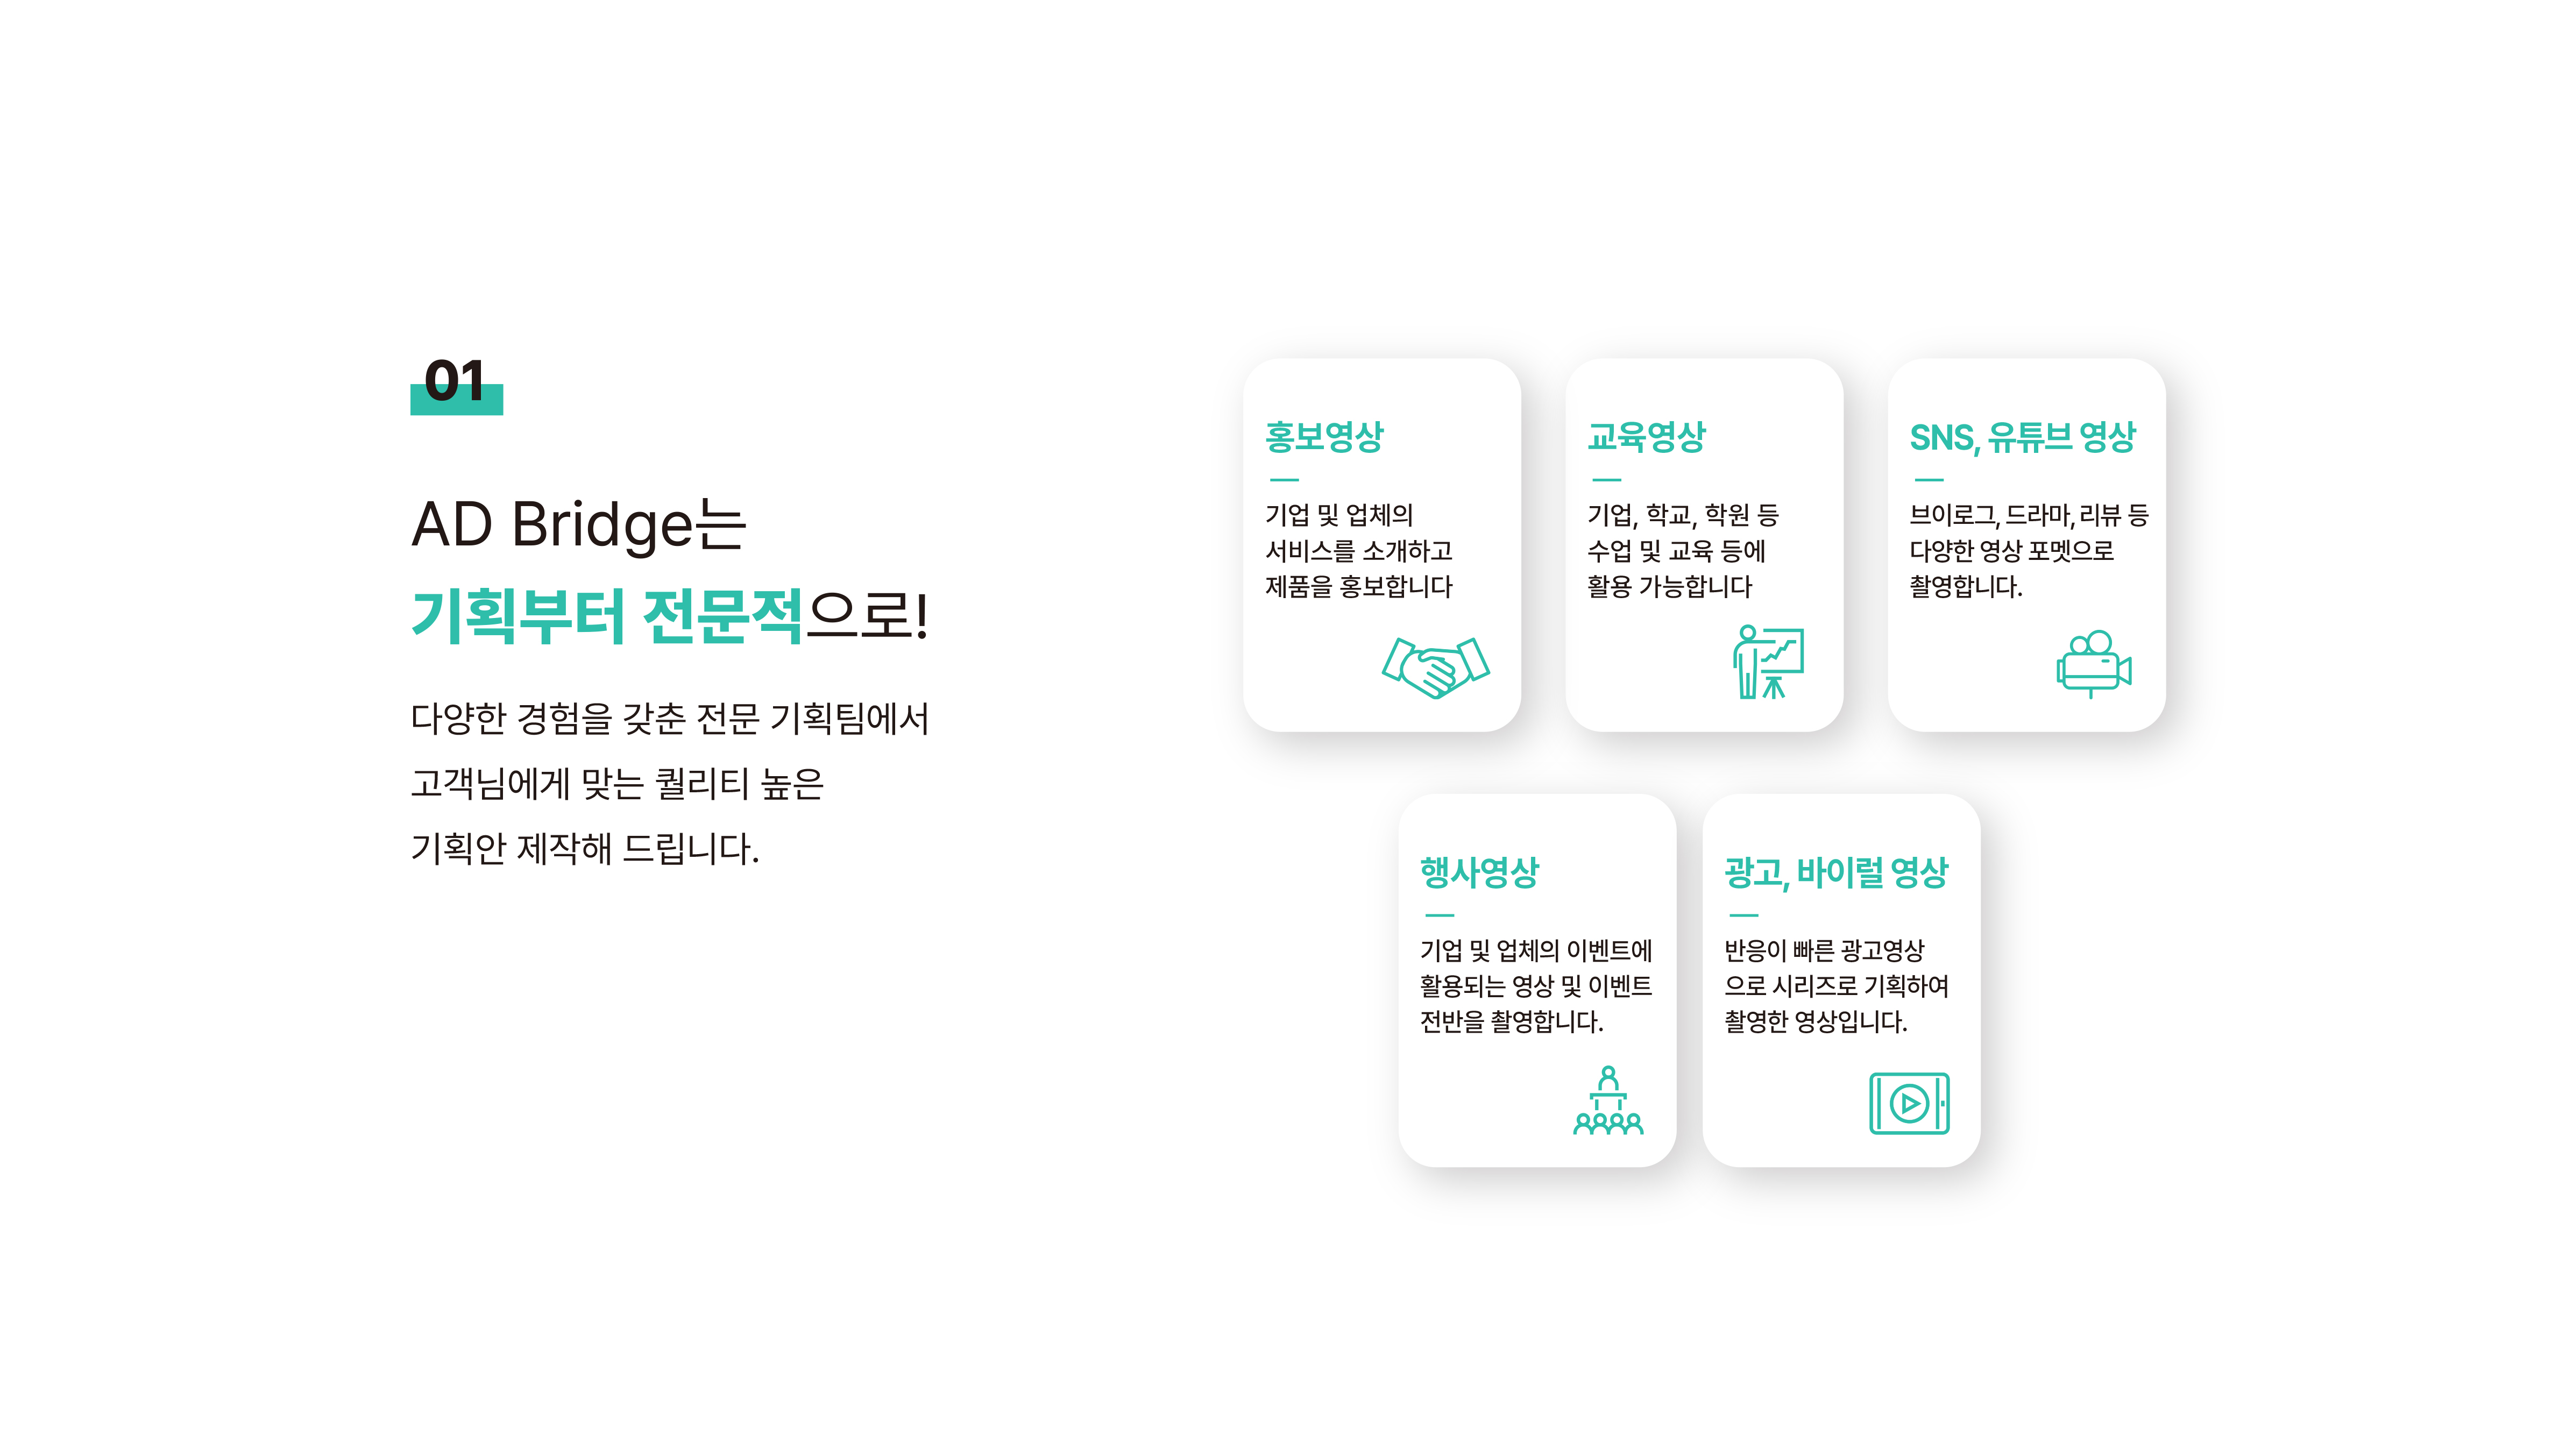 01
AD Bridge는
기획부터 전문적으로!
다양한 경험을 갖춘 전문 기획팀에서
고객님에게 맞는 퀄리티 높은
기획안 제작해 드립니다.
홍보영상
기업 및 업체의
서비스를 소개하고
제품을 홍보합니다
교육영상
기업, 학교, 학원 등
수업 및 교육 등에
활용 가능합니다
SNS, 유튜브 영상
브이로그, 드라마, 리뷰 등
다양한 영상 포멧으로
촬영합니다.
행사영상
기업 및 업체의 이벤트에
활용되는 영상 및 이벤트
전반을 촬영합니다.
광고, 바이럴 영상
반응이 빠른 광고영상
으로 시리즈로 기획하여
촬영한 영상입니다.